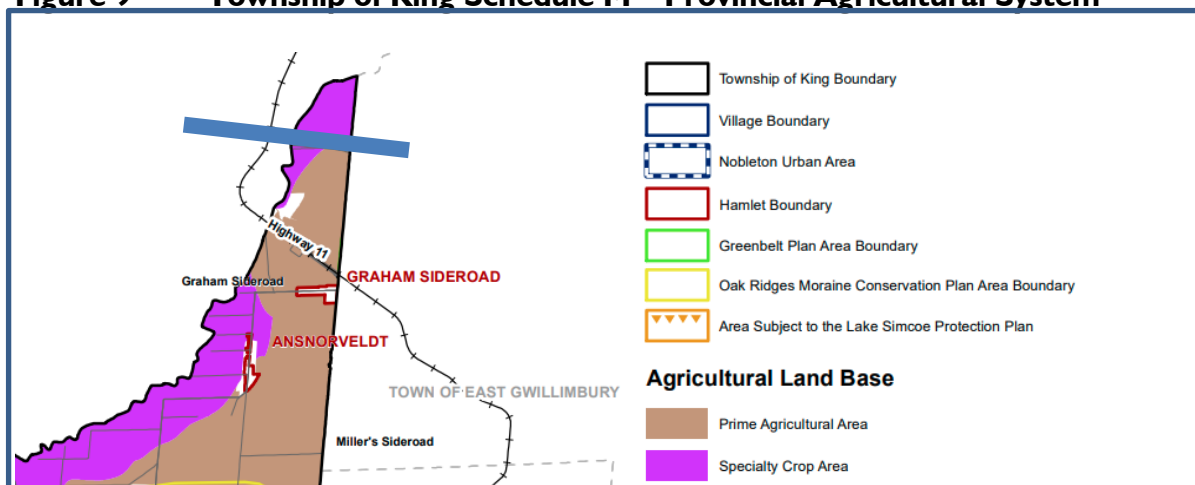 Figure 9 Township of King Schedule M – Provincial Agricultural System
Township of King Boundary
Village Boundary
Nobleton Urban Area
Hamlet Boundary
Greenbelt Plan Area Boundary
Oak Ridges Moraine Conservation Plan Area Boundary
Area Subject to the Lake Simcoe Protection Plan
Agricultural Land Base
Prime Agricultural Area
Specialty Crop Area
Highway 11
Graham Sideroad
GRAHAM SIDEROAD
ANSNORVELDT
TOWN OF EAST GWILLIMBURY
Miller's Sideroad